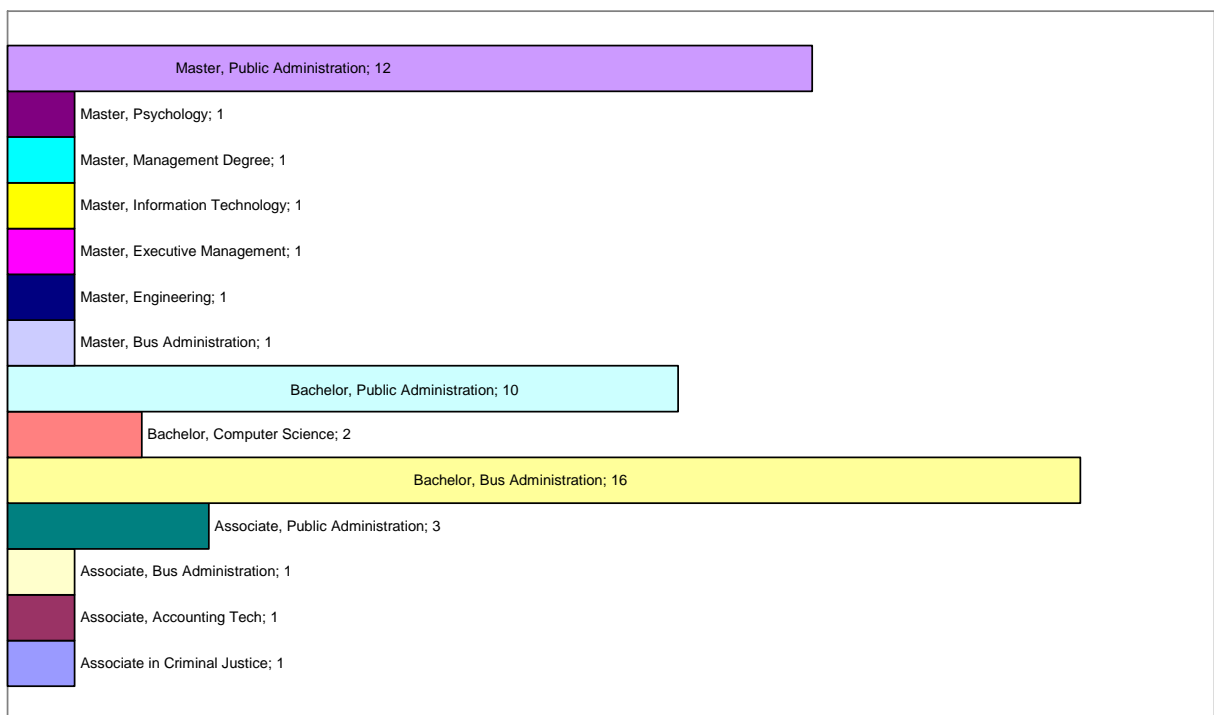 Master, Public Administration; 12
Master, Psychology; 1
Master, Management Degree; 1
Master, Information Technology; 1
Master, Executive Management; 1
Master, Engineering; 1
Master, Bus Administration; 1
Bachelor, Public Administration; 10
Bachelor, Computer Science; 2
Bachelor, Bus Administration; 16
Associate, Public Administration; 3
Associate, Bus Administration; 1
Associate, Accounting Tech; 1
Associate in Criminal Justice; 1